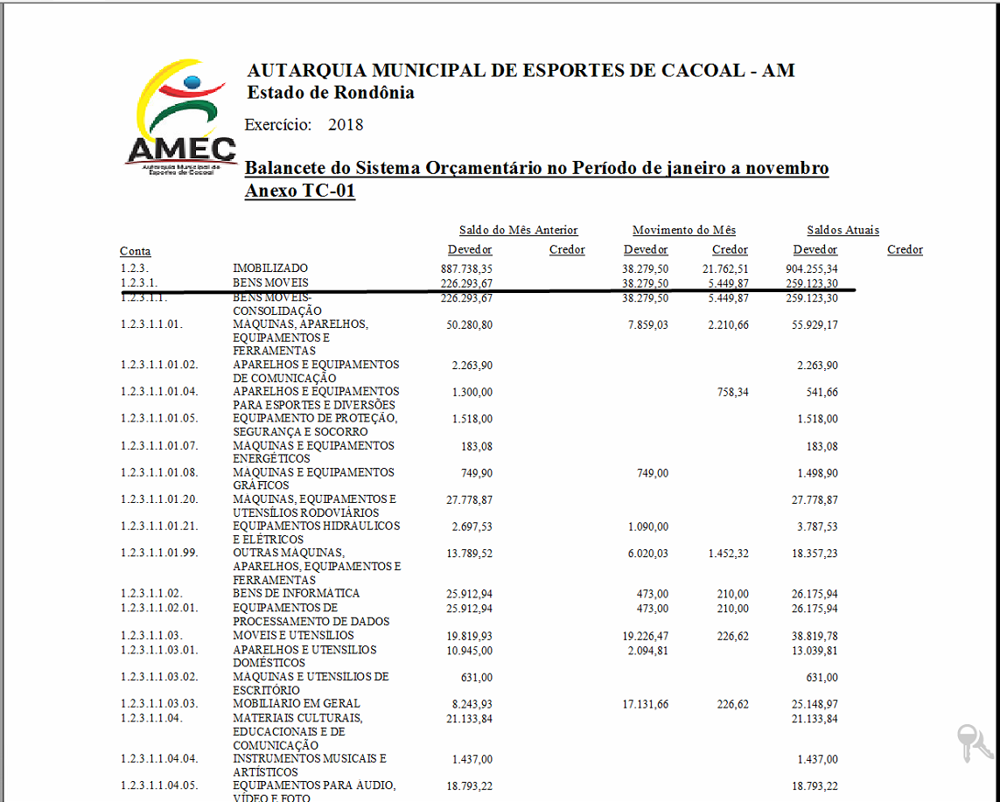 AUTARQUIA MUNICIPAL DE ESPORTES DE CACOAL - AM
Estado de Rondônia
Exercício: 2018
AMEC
Autarquia Municipal de
Esportes de Cacoal
Balancete do Sistema Orçamentário no Período de janeiro a novembro
Anexo TC-01
Saldo do Mês Anterior Movimento do Mês Saldos Atuais
Conta Devedor Credor Devedor Credor Devedor Credor
1.2.3. IMOBILIZADO 887.738,35 38.279,50 21.762,51 904.255,34
1.2.3.1. BENS MOVEIS 226.293,67 38.279,50 5.449,87 259.123,30
1.2.3.1.1. BENS MOVEIS- 226.293,67 38.279,50 5.449,87 259.123,30
CONSOLIDAÇÃO
1.2.3.1.1.01. MAQUINAS, APARELHOS, 50.280,80 7.859,03 2.210,66 55.929,17
EQUIPAMENTOS E
FERRAMENTAS
1.2.3.1.1.01.02. APARELHOS E EQUIPAMENTOS 2.263,90 2.263,90
DE COMUNICAÇÃO
1.2.3.1.1.01.04. APARELHOS E EQUIPAMENTOS 1.300,00 758,34 541,66
PARA ESPORTES E DIVERSÕES
1.2.3.1.1.01.05. EQUIPAMENTO DE PROTEÇÃO, 1.518,00 1.518,00
SEGURANÇA E SOCORRO
1.2.3.1.1.01.07. MAQUINAS E EQUIPAMENTOS 183,08 183,08
ENERGÉTICOS
1.2.3.1.1.01.08. MAQUINAS E EQUIPAMENTOS 749,90 749,00 1.498,90
GRÁFICOS
1.2.3.1.1.01.20. MAQUINAS, EQUIPAMENTOS E 27.778,87 27.778,87
UTENSÍLIOS RODOVIÁRIOS
1.2.3.1.1.01.21. EQUIPAMENTOS HIDRAULICOS 2.697,53 1.090,00 3.787,53
E ELÉTRICOS
1.2.3.1.1.01.99. OUTRAS MAQUINAS, 13.789,52 6.020,03 1.452,32 18.357,23
APARELHOS, EQUIPAMENTOS E
FERRAMENTAS
1.2.3.1.1.02. BENS DE INFORMATICA 25.912,94 473,00 210,00 26.175,94
1.2.3.1.1.02.01. EQUIPAMENTOS DE 25.912,94 473,00 210,00 26.175,94
PROCESSAMENTO DE DADOS
1.2.3.1.1.03. MOVEIS E UTENSILIOS 19.819,93 19.226,47 226,62 38.819,78
1.2.3.1.1.03.01. APARELHOS E UTENSILIOS 10.945,00 2.094,81 13.039,81
DOMÉSTICOS
1.2.3.1.1.03.02. MAQUINAS E UTENSÍLIOS DE 631,00 631,00
ESCRITÓRIO
1.2.3.1.1.03.03. MOBILIARIO EM GERAL 8.243,93 17.131,66 226,62 25.148,97
1.2.3.1.1.04. MATERIAIS CULTURAIS, 21.133,84 21.133,84
EDUCACIONAIS E DE
COMUNICAÇÃO
1.2.3.1.1.04.04. INSTRUMENTOS MUSICAIS E 1.437,00 1.437,00
ARTÍSTICOS
1.2.3.1.1.04.05. EQUIPAMENTOS PARA AUDIO, 18.793,22 18.793,22
VÍDEO E FOTO